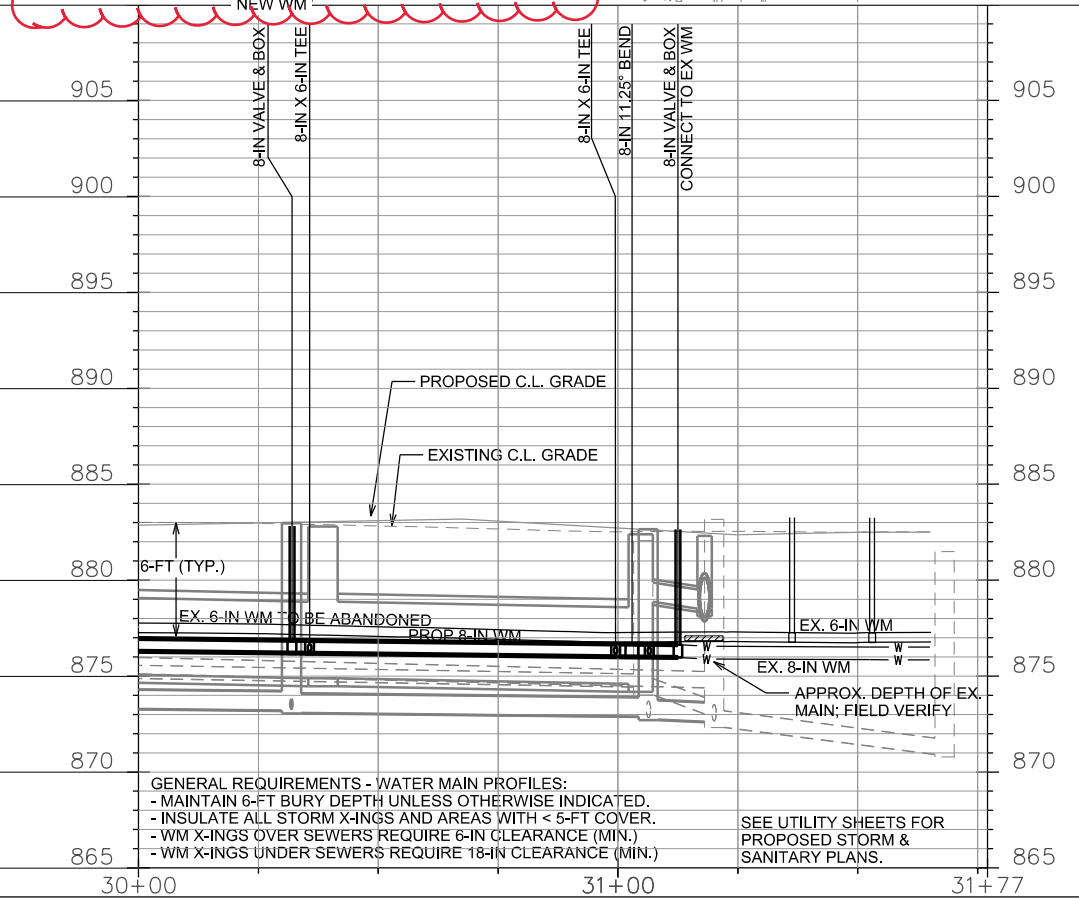 NEW WM
8-IN VALVE & BOX
8-IN X 6-IN TEE
8-IN X 6-IN TEE
8-IN 11.25° BEND
8-IN VALVE & BOX
CONNECT TO EX WM
905
905
900
900
895
895
890
890
PROPOSED C.L. GRADE
EXISTING C.L. GRADE
885
885
880
880
6-FT (TYP.)
EX. 6-IN WM TO BE ABANDONED
PROP 8-IN WM
EX. 6-IN WM
W
W
W
W
EX. 8-IN WM
875
875
APPROX. DEPTH OF EX.
MAIN; FIELD VERIFY
870
870
GENERAL REQUIREMENTS - WATER MAIN PROFILES:
- MAINTAIN 6-FT BURY DEPTH UNLESS OTHERWISE INDICATED.
- INSULATE ALL STORM X-INGS AND AREAS WITH < 5-FT COVER.
- WM X-INGS OVER SEWERS REQUIRE 6-IN CLEARANCE (MIN.)
- WM X-INGS UNDER SEWERS REQUIRE 18-IN CLEARANCE (MIN.)
SEE UTILITY SHEETS FOR
PROPOSED STORM &
SANITARY PLANS.
865
865
30+00
31+00
31+77